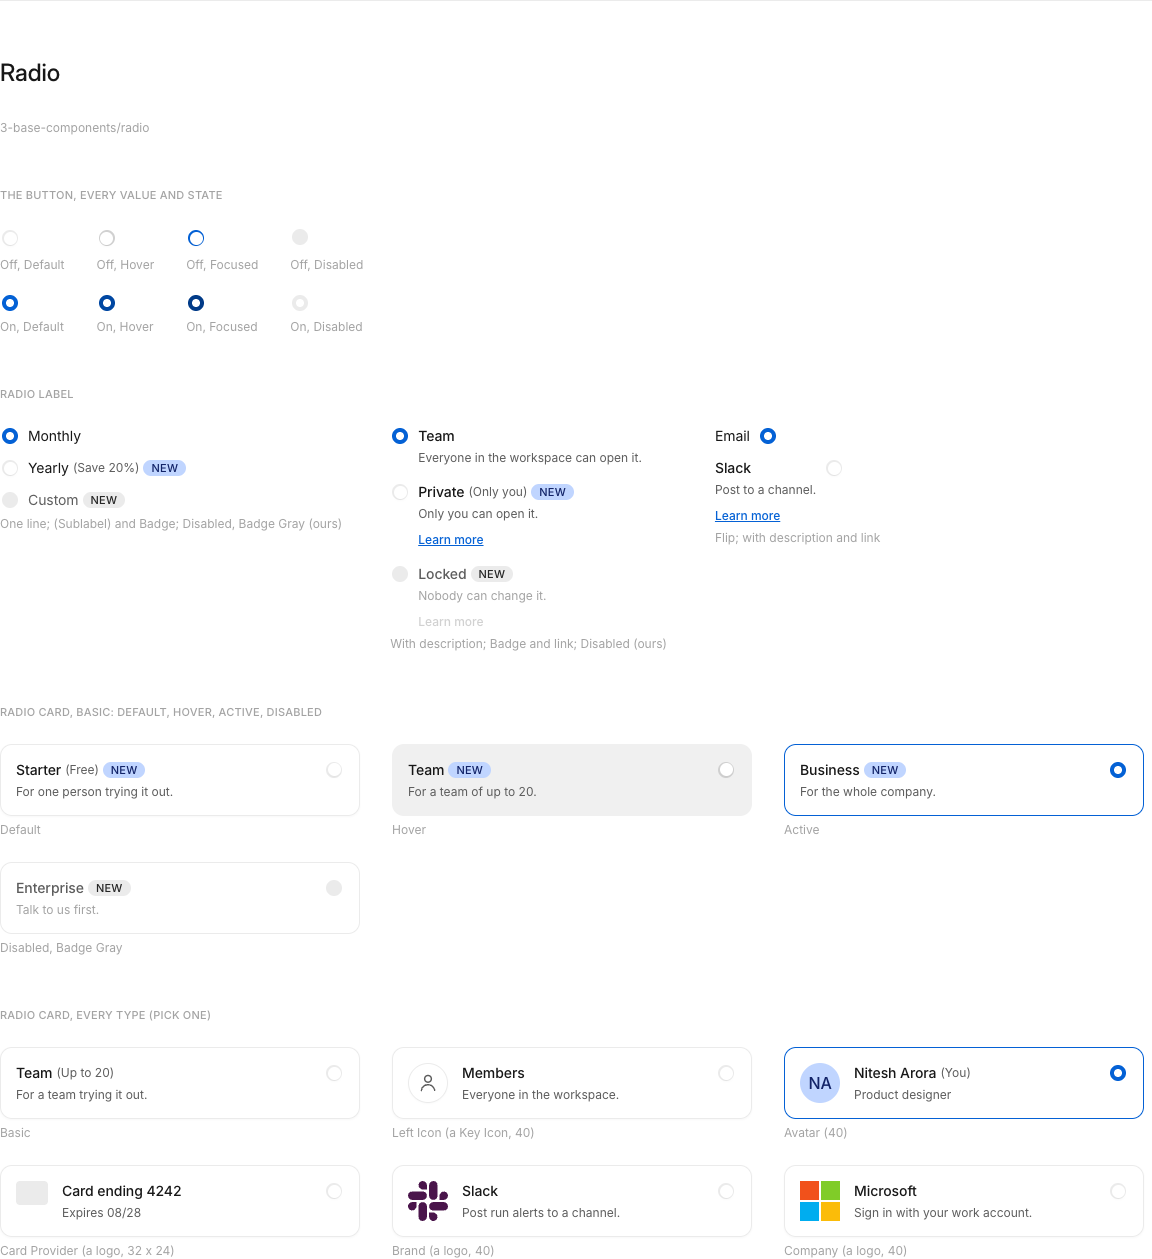 Radio
3-base-components/radio
THE BUTTON, EVERY VALUE AND STATE
Off, Default
Off, Hover
Off, Focused
Off, Disabled
On, Default
On, Hover
On, Focused
On, Disabled
RADIO LABEL
Monthly
Yearly (Save 20%) NEW
Custom NEW
One line; (Sublabel) and Badge; Disabled, Badge Gray (ours)
Team
Everyone in the workspace can open it.
Private (Only you) NEW
Only you can open it.
Learn more
Locked NEW
Nobody can change it.
Learn more
With description; Badge and link; Disabled (ours)
Email
Slack
Post to a channel.
Learn more
Flip; with description and link
RADIO CARD, BASIC: DEFAULT, HOVER, ACTIVE, DISABLED
Starter (Free) NEW
For one person trying it out.
Default
Team NEW
For a team of up to 20.
Hover
Business NEW
For the whole company.
Active
Enterprise NEW
Talk to us first.
Disabled, Badge Gray
RADIO CARD, EVERY TYPE (PICK ONE)
Team (Up to 20)
For a team trying it out.
Basic
Members
Everyone in the workspace.
Left Icon (a Key Icon, 40)
NA
Nitesh Arora (You)
Product designer
Avatar (40)
Card ending 4242
Expires 08/28
Card Provider (a logo, 32 x 24)
Slack
Post run alerts to a channel.
Brand (a logo, 40)
Microsoft
Sign in with your work account.
Company (a logo, 40)